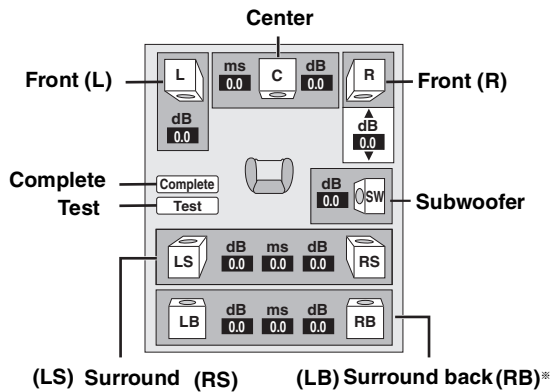 Center
Front (L)
L
ms
0.0
C
dB
0.0
R
Front (R)
dB
0.0
dB
0.0
Complete
Complete
Test
Test
dB
0.0
SW
Subwoofer
LS
dB
0.0
ms
0.0
dB
0.0
RS
LB
dB
0.0
ms
0.0
dB
0.0
RB
(LS) Surround (RS)
(LB) Surround back (RB)※